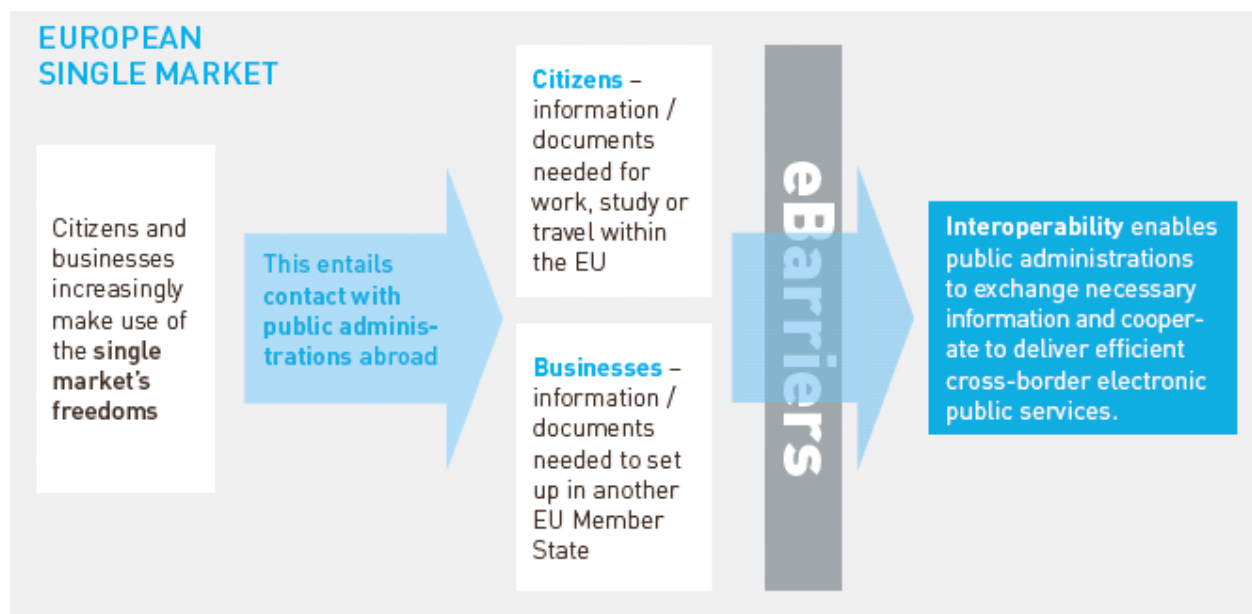 EUROPEAN
SINGLE MARKET
Citizens and
businesses
increasingly
make use of
the single
market's
freedoms
This entails
contact with
public adminis-
trations abroad
Citizens –
information /
documents
needed for
work, study or
travel within
the EU
Businesses –
information /
documents
needed to set
up in another
EU Member
State
eBarriers
Interoperability enables
public administrations
to exchange necessary
information and cooper-
ate to deliver efficient
cross-border electronic
public services.